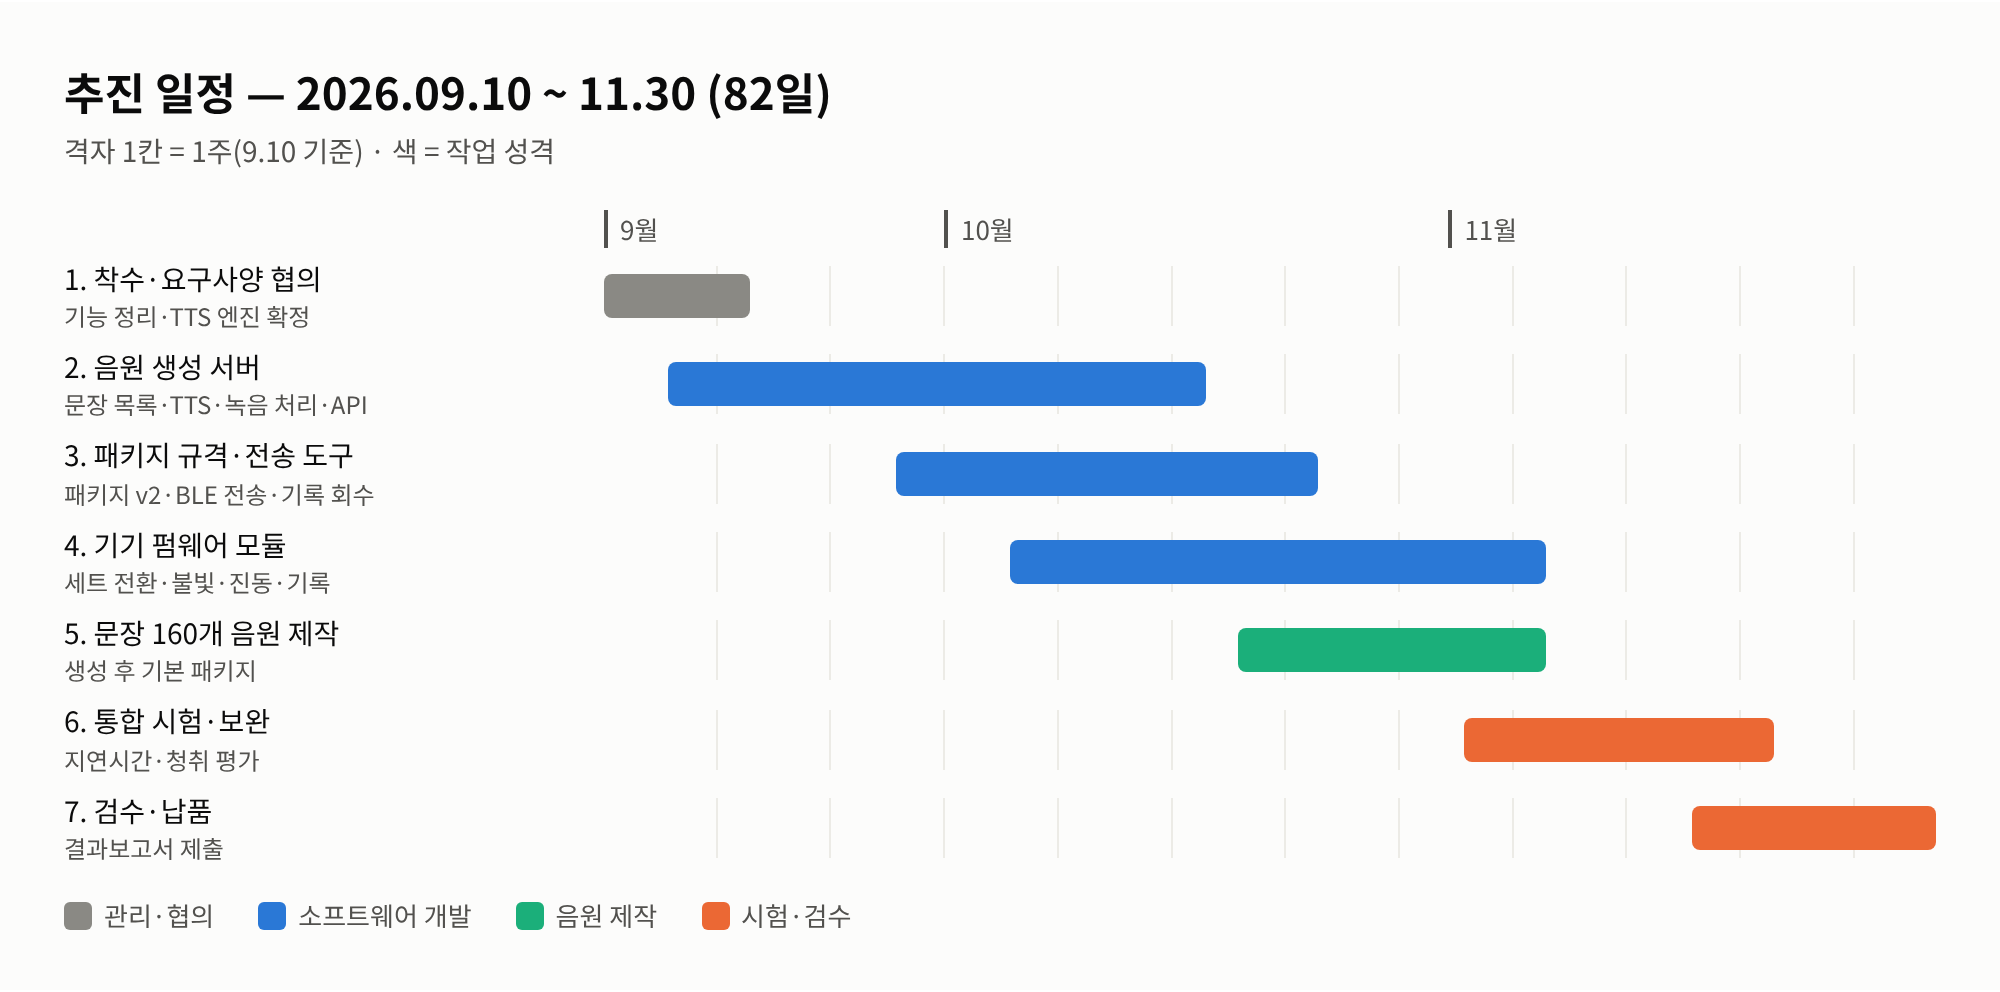 추진 일정 — 2026.09.10 ~ 11.30 (82일)
격자 1칸 = 1주(9.10 기준) · 색 = 작업 성격
9월 10월 11월
1. 착수·요구사양 협의
기능 정리·TTS 엔진 확정
2. 음원 생성 서버
문장 목록·TTS·녹음 처리·API
3. 패키지 규격·전송 도구
패키지 v2·BLE 전송·기록 회수
4. 기기 펌웨어 모듈
세트 전환·불빛·진동·기록
5. 문장 160개 음원 제작
생성 후 기본 패키지
6. 통합 시험·보완
지연시간·청취 평가
7. 검수·납품
결과보고서 제출
관리·협의 소프트웨어 개발 음원 제작 시험·검수